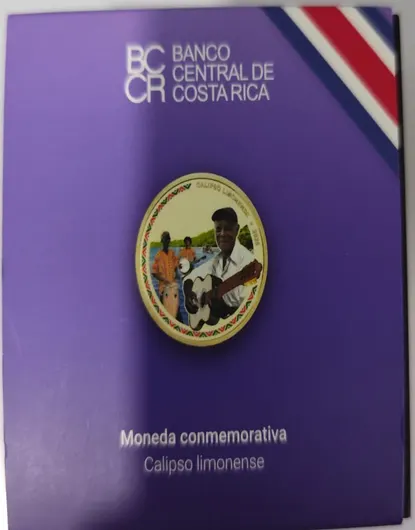 BC
CR
BANCO
CENTRAL DE
COSTA RICA
CALIPSO LIMONENSE
Moneda conmemorativa
Calipso limonense